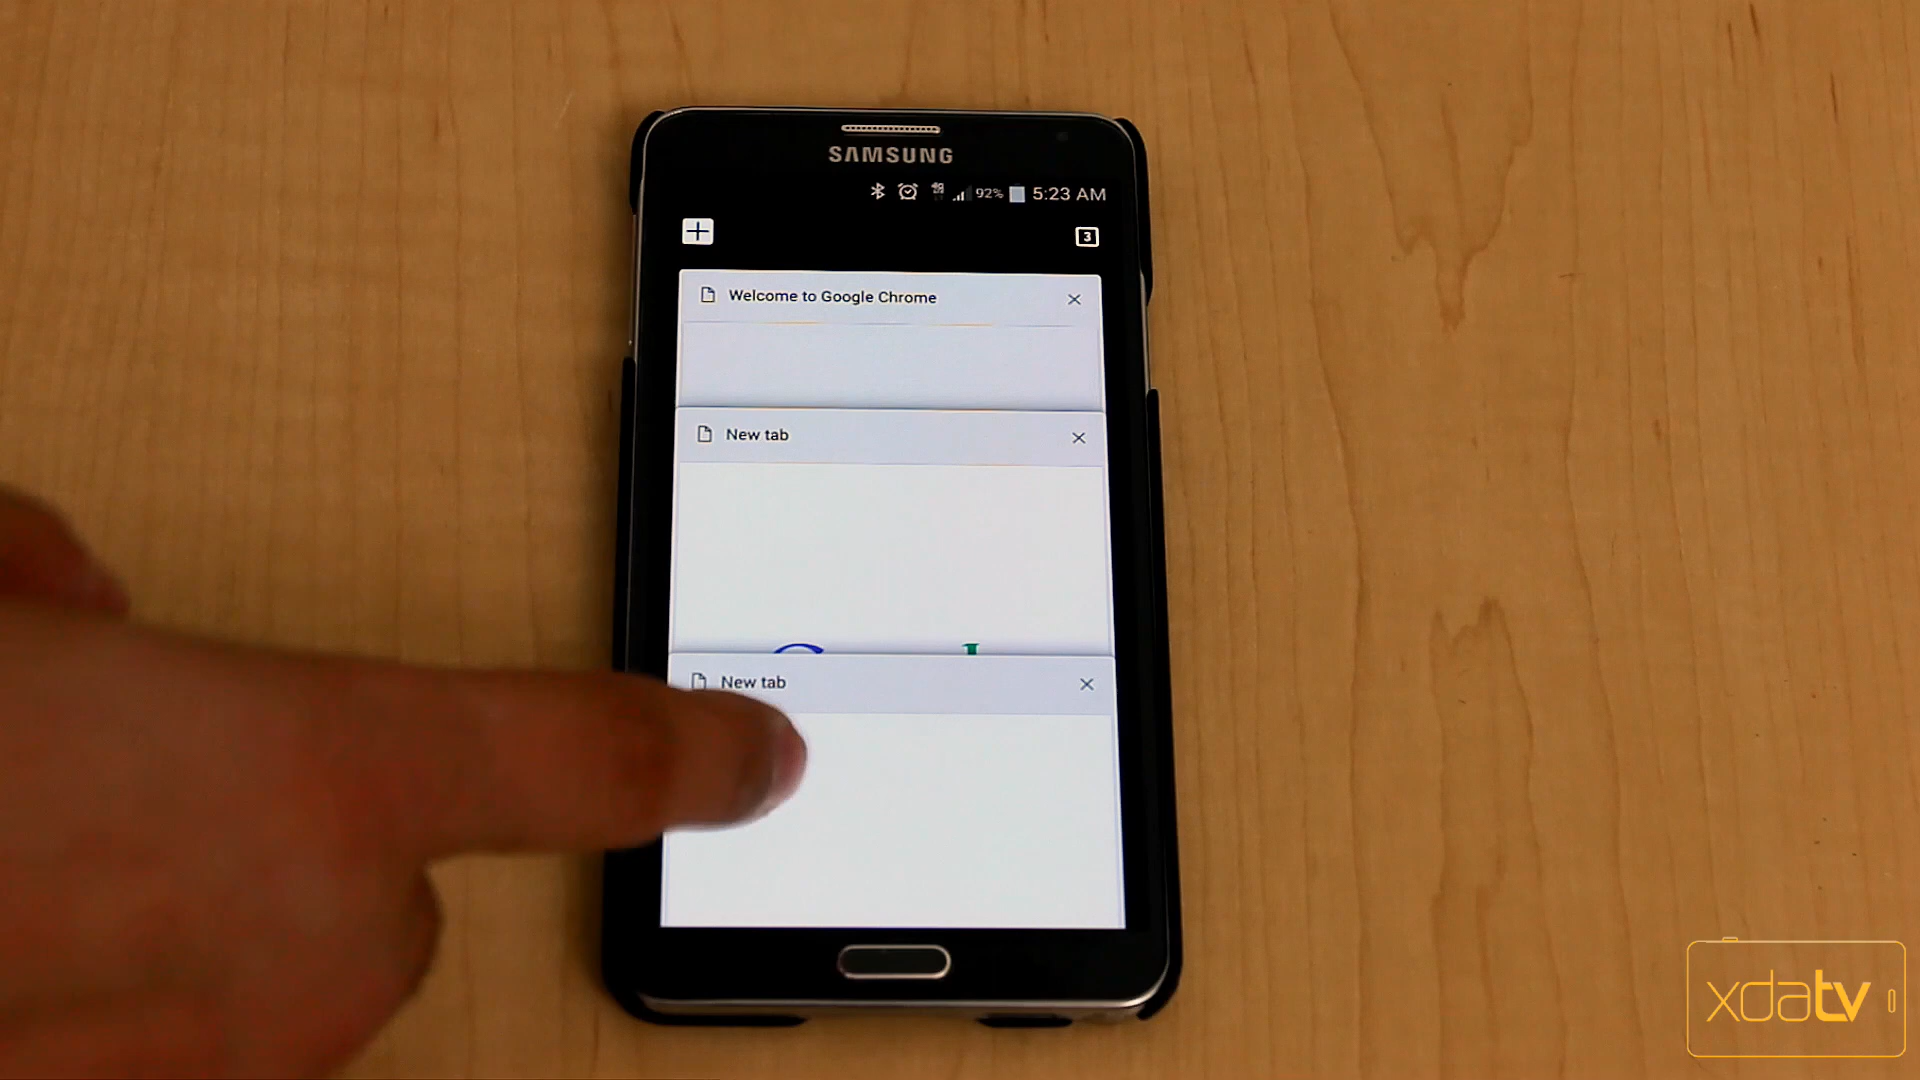 SAMSUNG
92% 5:23 AM
3
Welcome to Google Chrome
New tab
New tab
xdatv